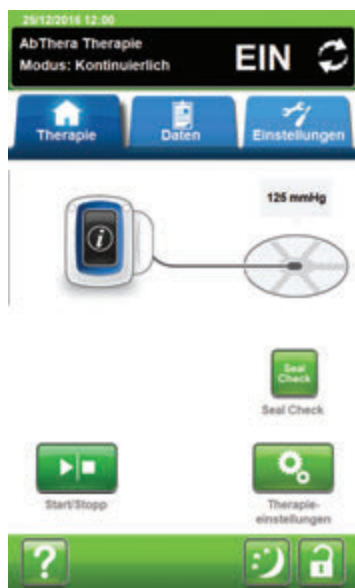 25/12/2016 12:00
AbThera Therapie
Modus: Kontinuierlich
EIN
Therapie
Daten
Einstellungen
125 mmHg
i
Seal
Check
Seal Check
Start/Stopp
Therapie-
einstellungen
?